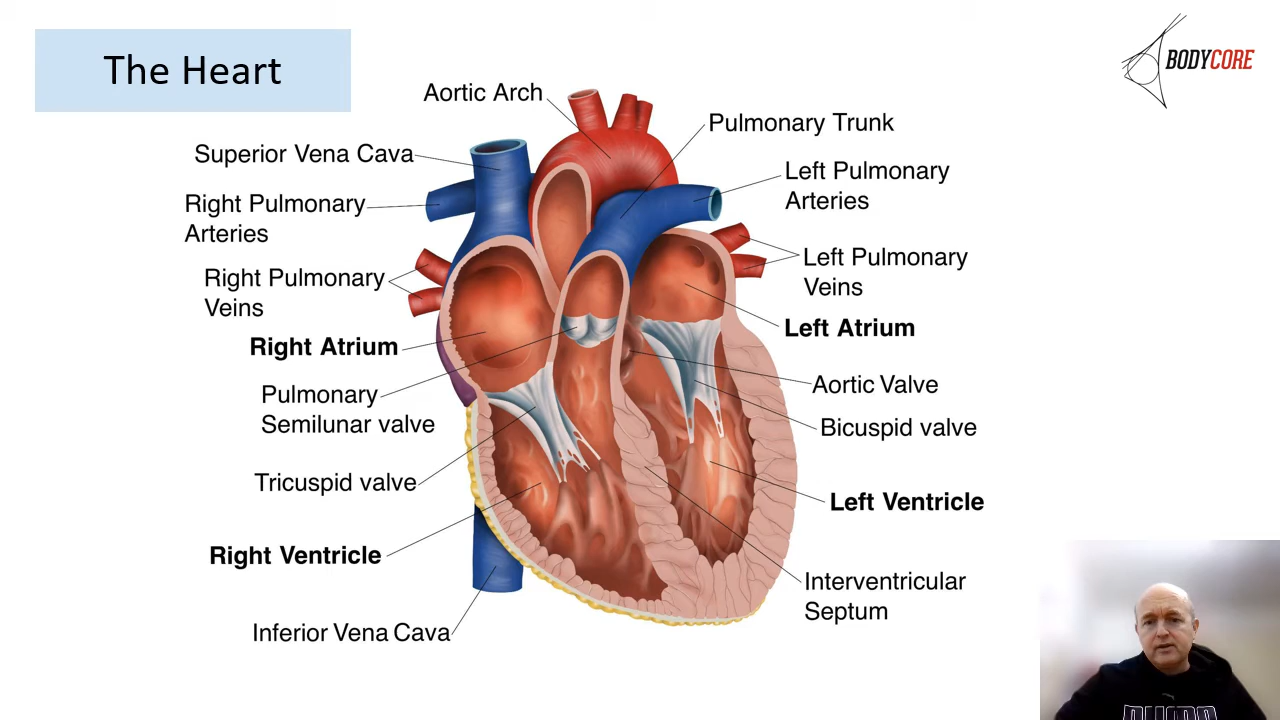 The Heart
BODYCORE
Aortic Arch
Pulmonary Trunk
Superior Vena Cava
Left Pulmonary
Arteries
Right Pulmonary
Arteries
Left Pulmonary
Veins
Right Pulmonary
Veins
Left Atrium
Right Atrium
Aortic Valve
Pulmonary
Semilunar valve
Bicuspid valve
Tricuspid valve
Left Ventricle
Right Ventricle
Interventricular
Septum
Inferior Vena Cava